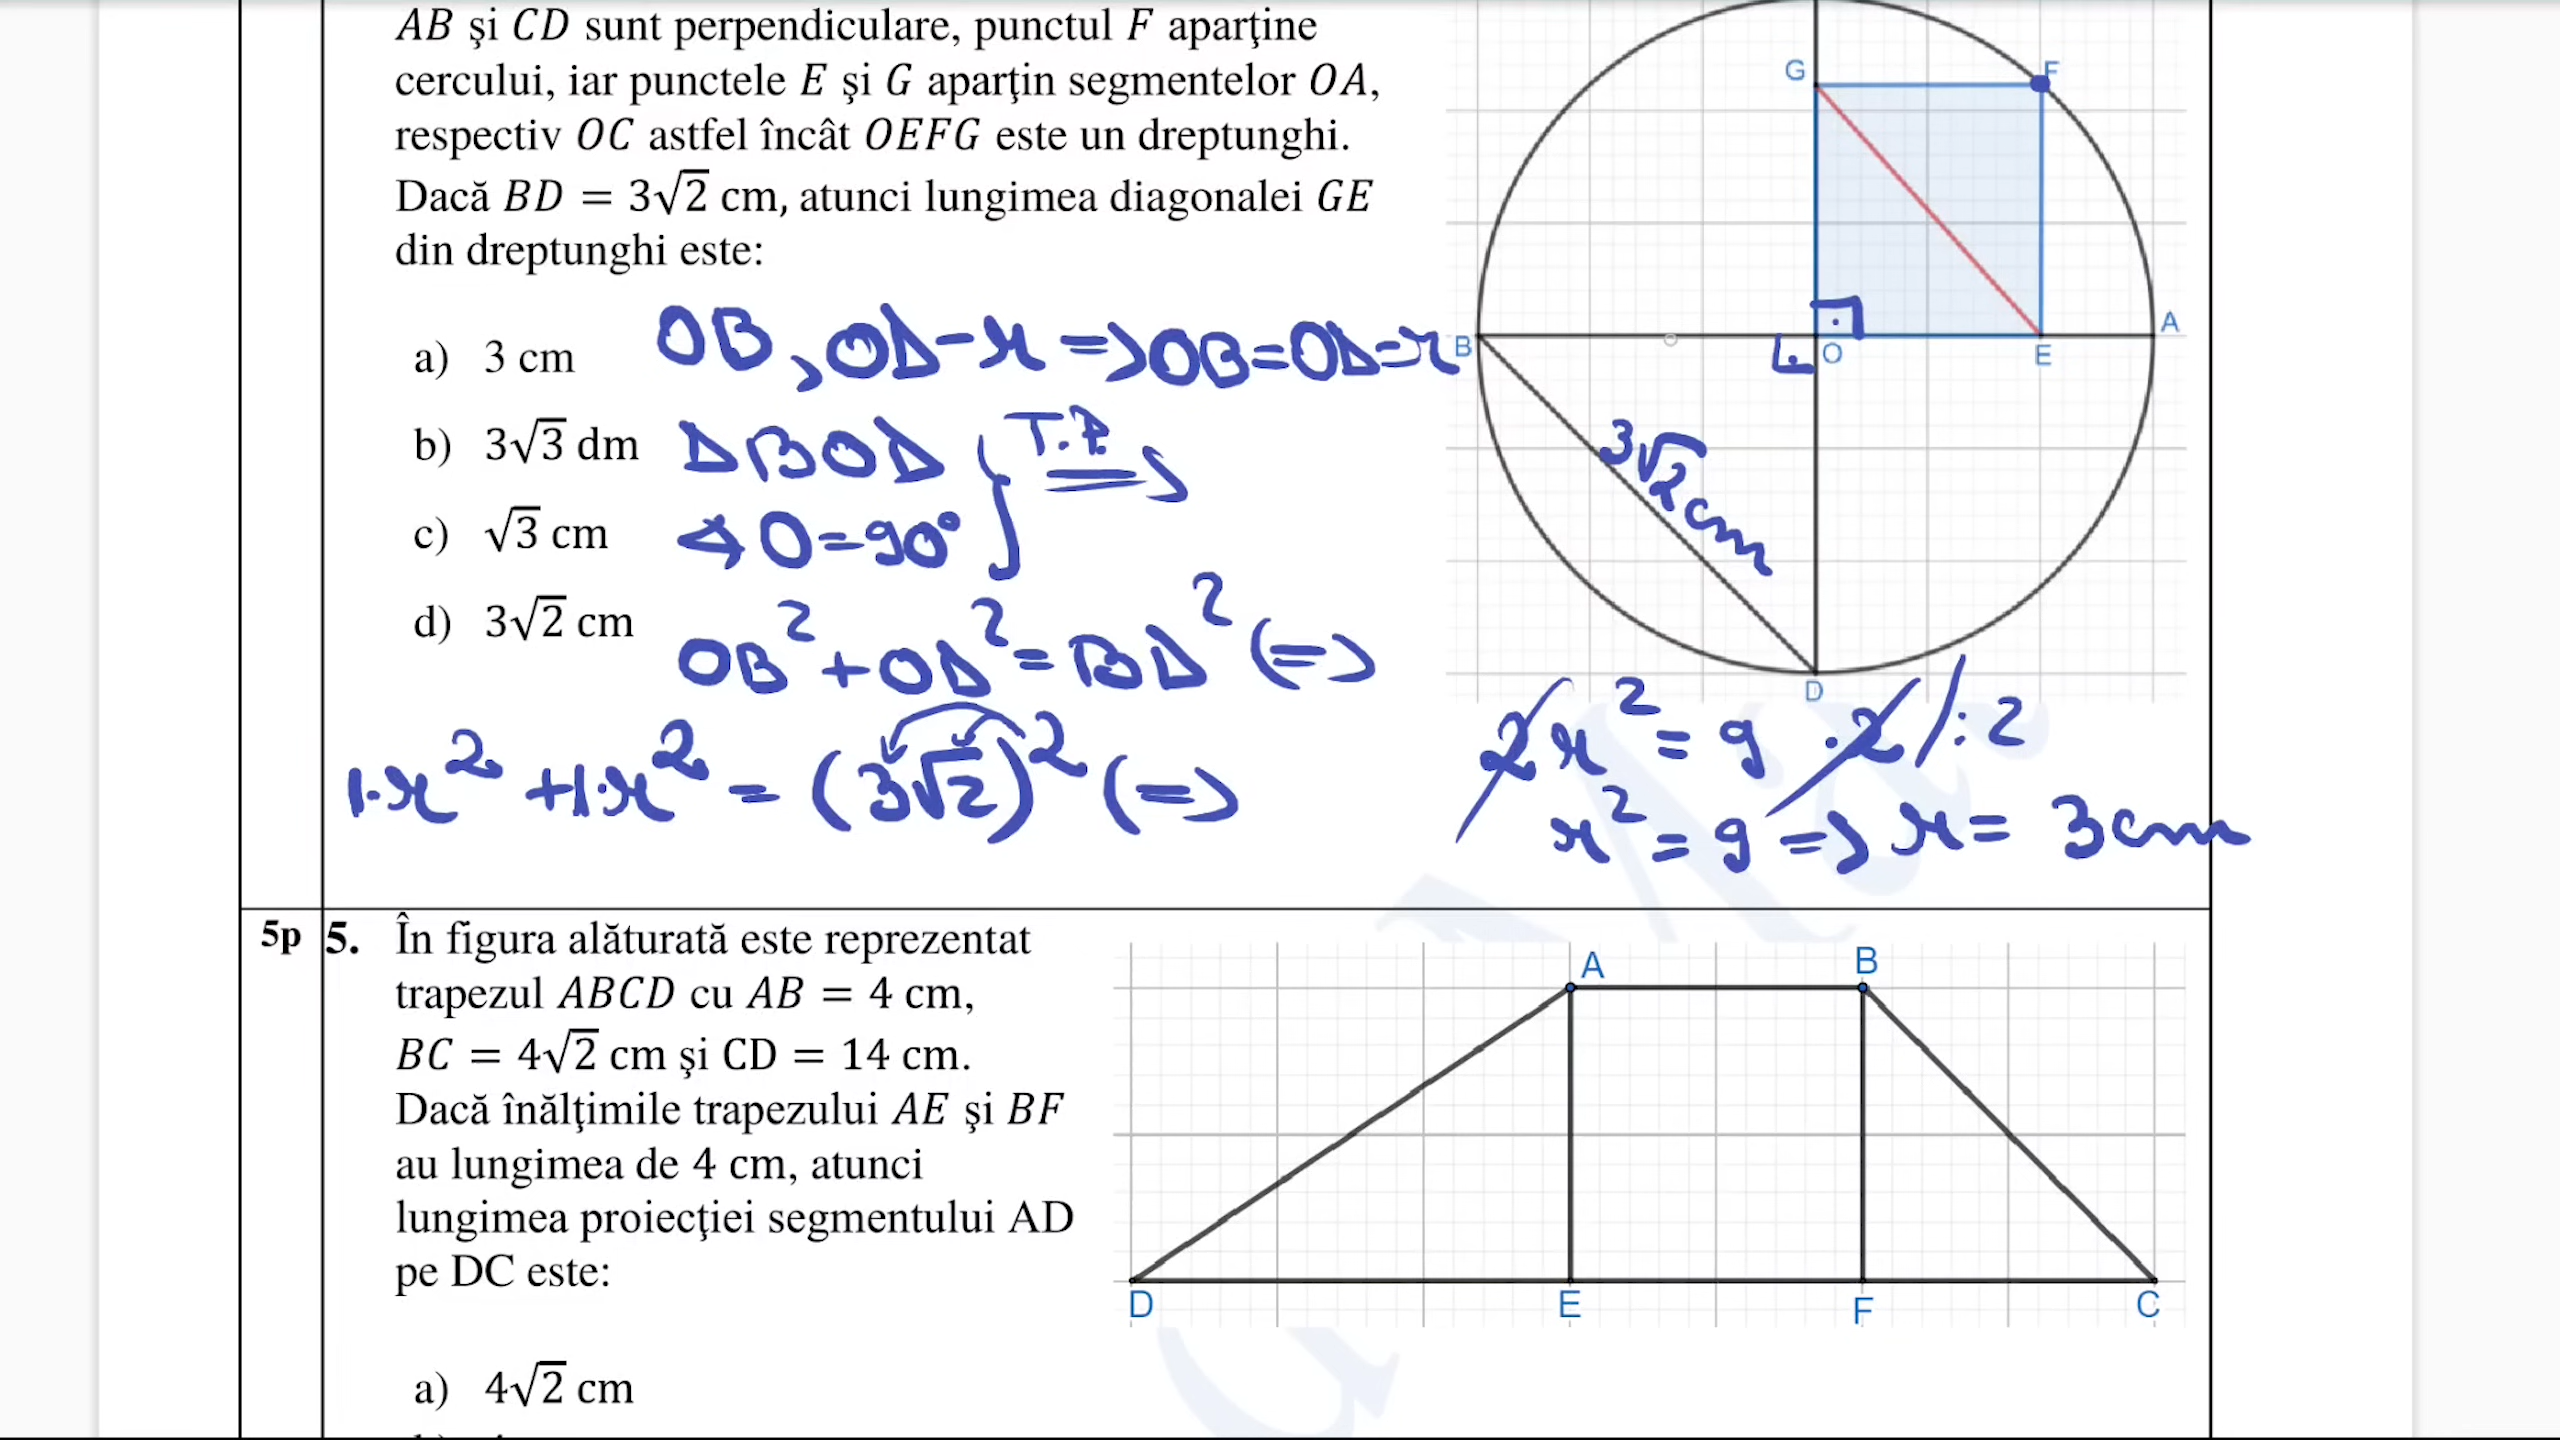 AB şi CD sunt perpendiculare, punctul F aparţine
cercului, iar punctele E şi G aparţin segmentelor OA,
respectiv OC astfel încât OEFG este un dreptunghi.
Dacă BD = 3√2 cm, atunci lungimea diagonalei GE
din dreptunghi este:
a) 3 cm
b) 3√3 dm
c) √3 cm
d) 3√2 cm
OB, OD-r => OB=OD=r
Δ BOD
∢ O=90°
T.P.
=>
OB²+OD²=BD² (=)
1·r²+1·r²=(3√2)² (=)
G
F
B
O
E
A
3√2 cm
D
2r²=9·2 /:2
r²=9 => r= 3cm
5p 5. În figura alăturată este reprezentat
trapezul ABCD cu AB = 4 cm,
BC = 4√2 cm şi CD = 14 cm.
Dacă înălţimile trapezului AE şi BF
au lungimea de 4 cm, atunci
lungimea proiecţiei segmentului AD
pe DC este:
a) 4√2 cm
A
B
D
E
F
C